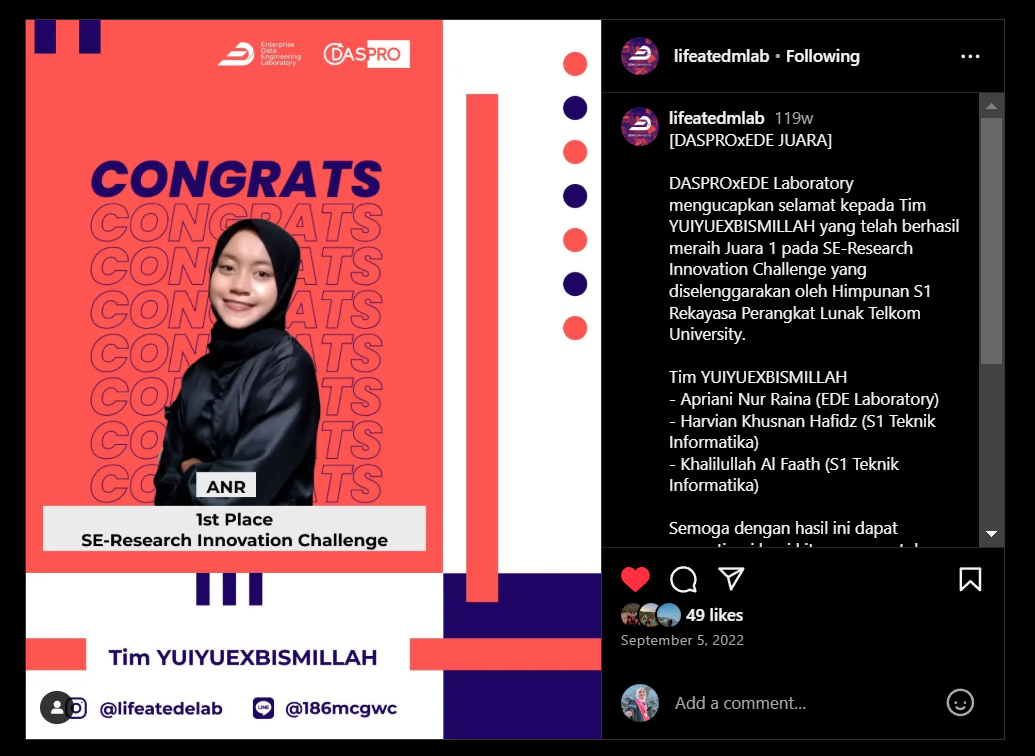 Enterprise
Data
Engineering
Laboratory
DASPRO
CONGRATS
CONGRATS
CONGRATS
CONGRATS
CONGRATS
CONGRATS
CONGRATS
CONGRATS
ANR
1st Place
SE-Research Innovation Challenge
Tim YUIYUEXBISMILLAH
@lifeatedelab
LINE
@186mcgwc
lifeatedmlab • Following
lifeatedmlab 119w
[DASPROxEDE JUARA]
DASPROxEDE Laboratory
mengucapkan selamat kepada Tim
YUIYUEXBISMILLAH yang telah berhasil
meraih Juara 1 pada SE-Research
Innovation Challenge yang
diselenggarakan oleh Himpunan S1
Rekayasa Perangkat Lunak Telkom
University.
Tim YUIYUEXBISMILLAH
- Apriani Nur Raina (EDE Laboratory)
- Harvian Khusnan Hafidz (S1 Teknik
Informatika)
- Khalilullah Al Faath (S1 Teknik
Informatika)
Semoga dengan hasil ini dapat
49 likes
September 5, 2022
Add a comment...